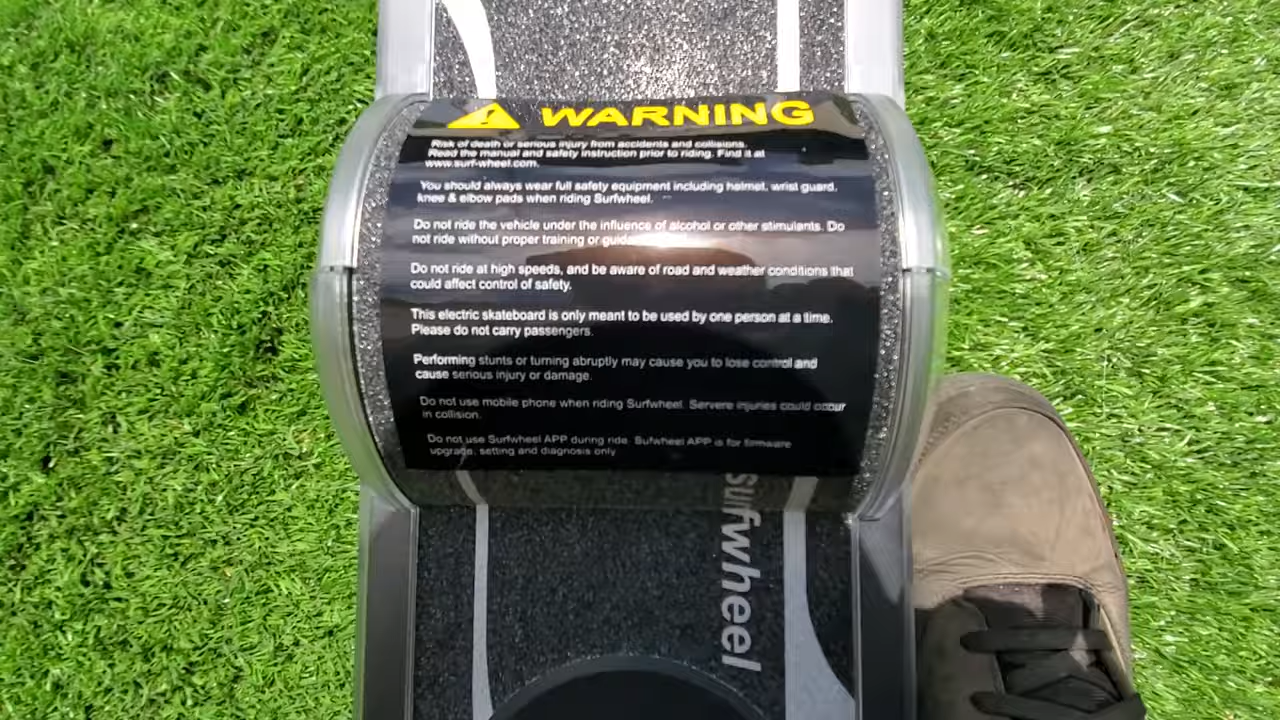 WARNING
Risk of death or serious injury from accidents and collisions.
Read the manual and safety instruction prior to riding. Find it at
www.surf-wheel.com.
You should always wear full safety equipment including helmet, wrist guard,
knee & elbow pads when riding Surfwheel.
Do not ride the vehicle under the influence of alcohol or other stimulants. Do
not ride without proper training or guidance.
Do not ride at high speeds, and be aware of road and weather conditions that
could affect control of safety.
This electric skateboard is only meant to be used by one person at a time.
Please do not carry passengers.
Performing stunts or turning abruptly may cause you to lose control and
cause serious injury or damage.
Do not use mobile phone when riding Surfwheel. Servere injuries could occur
in collision.
Do not use Surfwheel APP during ride. Sufwheel APP is for firmware
upgrade, setting and diagnosis only
Surfwheel